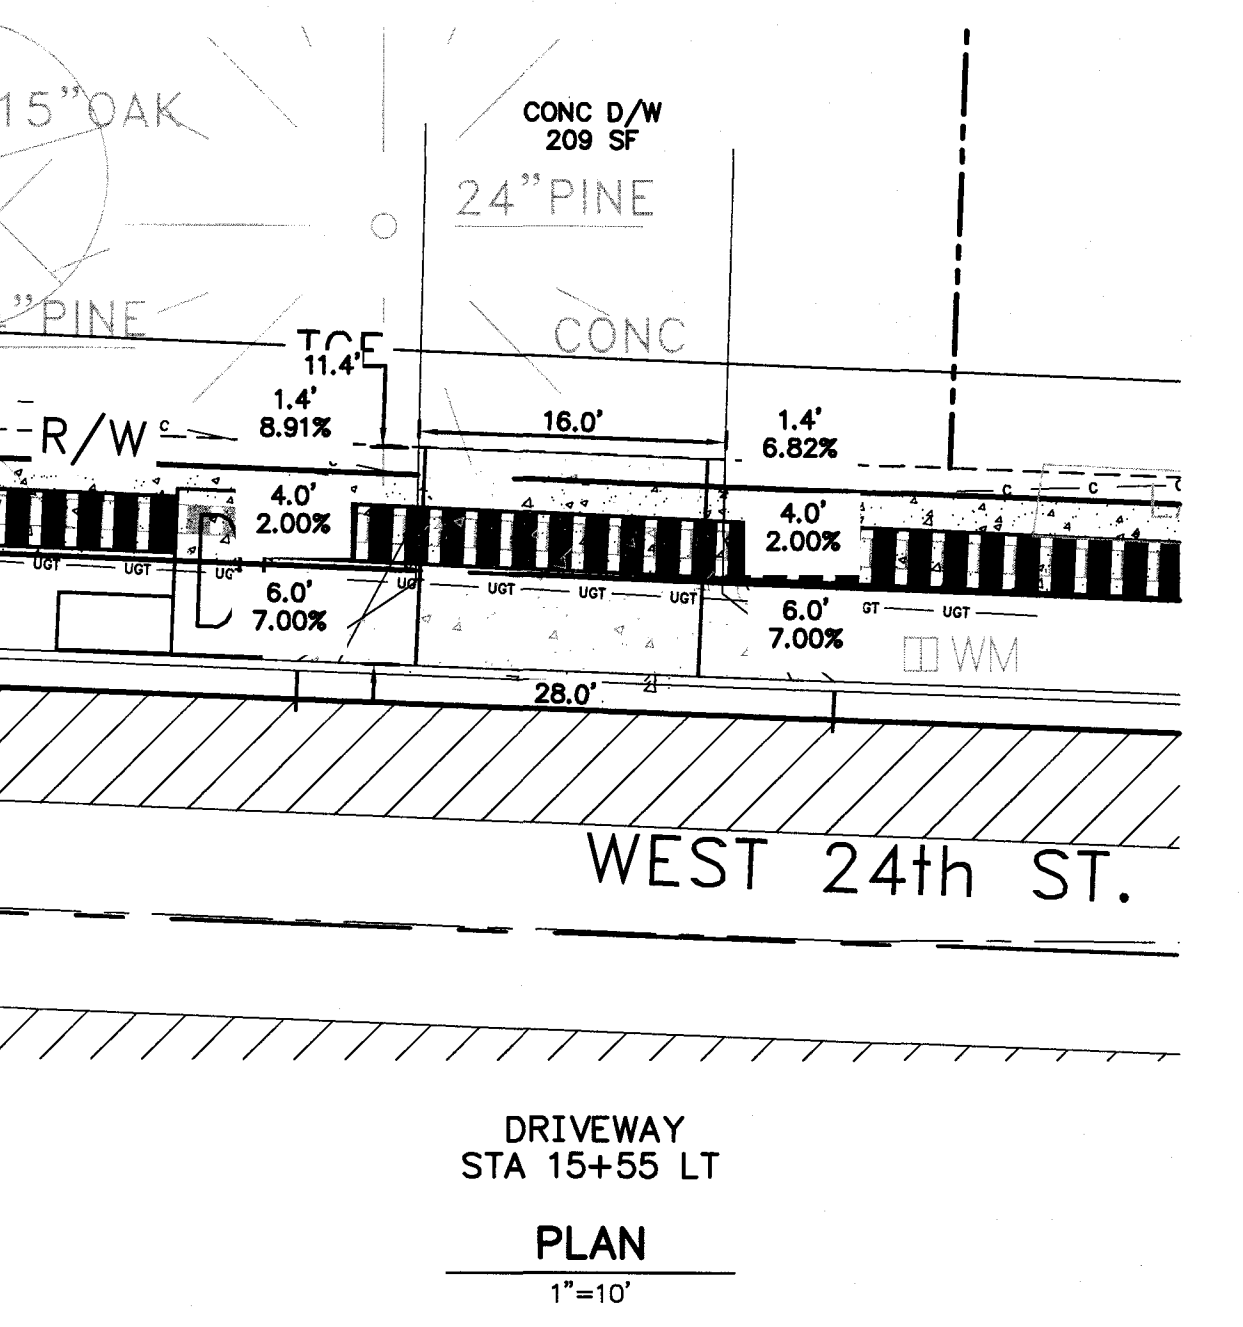 15”OAK
CONC D/W
209 SF
24”PINE
”PINE
CONC
TCE
11.4'
1.4'
8.91%
16.0'
1.4'
6.82%
R/W
C
4.0'
2.00%
4.0'
2.00%
C
C
UGT
UGT
UGT
UGT
UGT
UGT
6.0'
7.00%
6.0'
7.00%
UGT
WM
28.0'
WEST 24th ST.
DRIVEWAY
STA 15+55 LT
PLAN
1”=10'